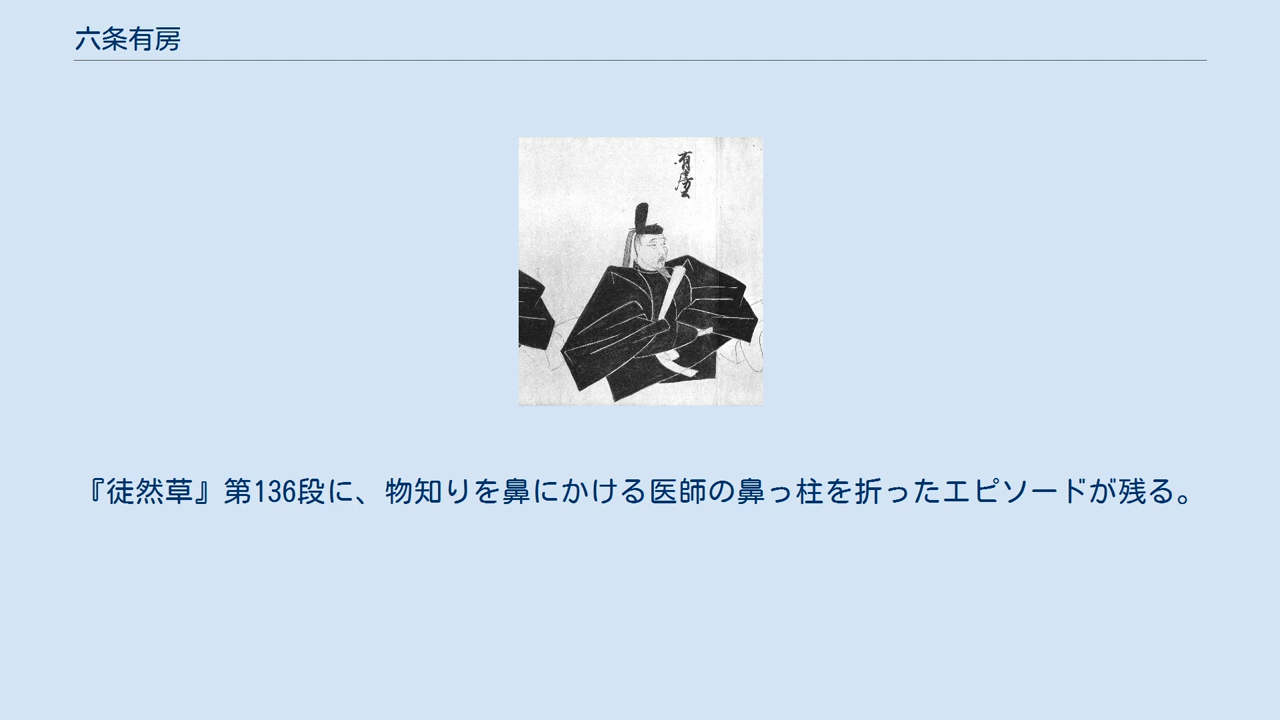 六条有房
有房
『徒然草』第136段に、物知りを鼻にかける医師の鼻っ柱を折ったエピソードが残る。